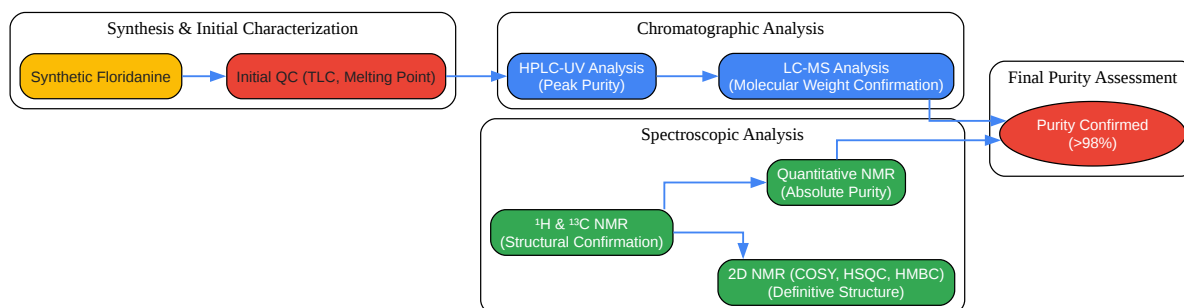 Synthesis & Initial Characterization
Synthetic Floridanine
Initial QC (TLC, Melting Point)
Chromatographic Analysis
HPLC-UV Analysis
(Peak Purity)
LC-MS Analysis
(Molecular Weight Confirmation)
Spectroscopic Analysis
¹H & ¹³C NMR
(Structural Confirmation)
Quantitative NMR
(Absolute Purity)
2D NMR (COSY, HSQC, HMBC)
(Definitive Structure)
Final Purity Assessment
Purity Confirmed
(>98%)